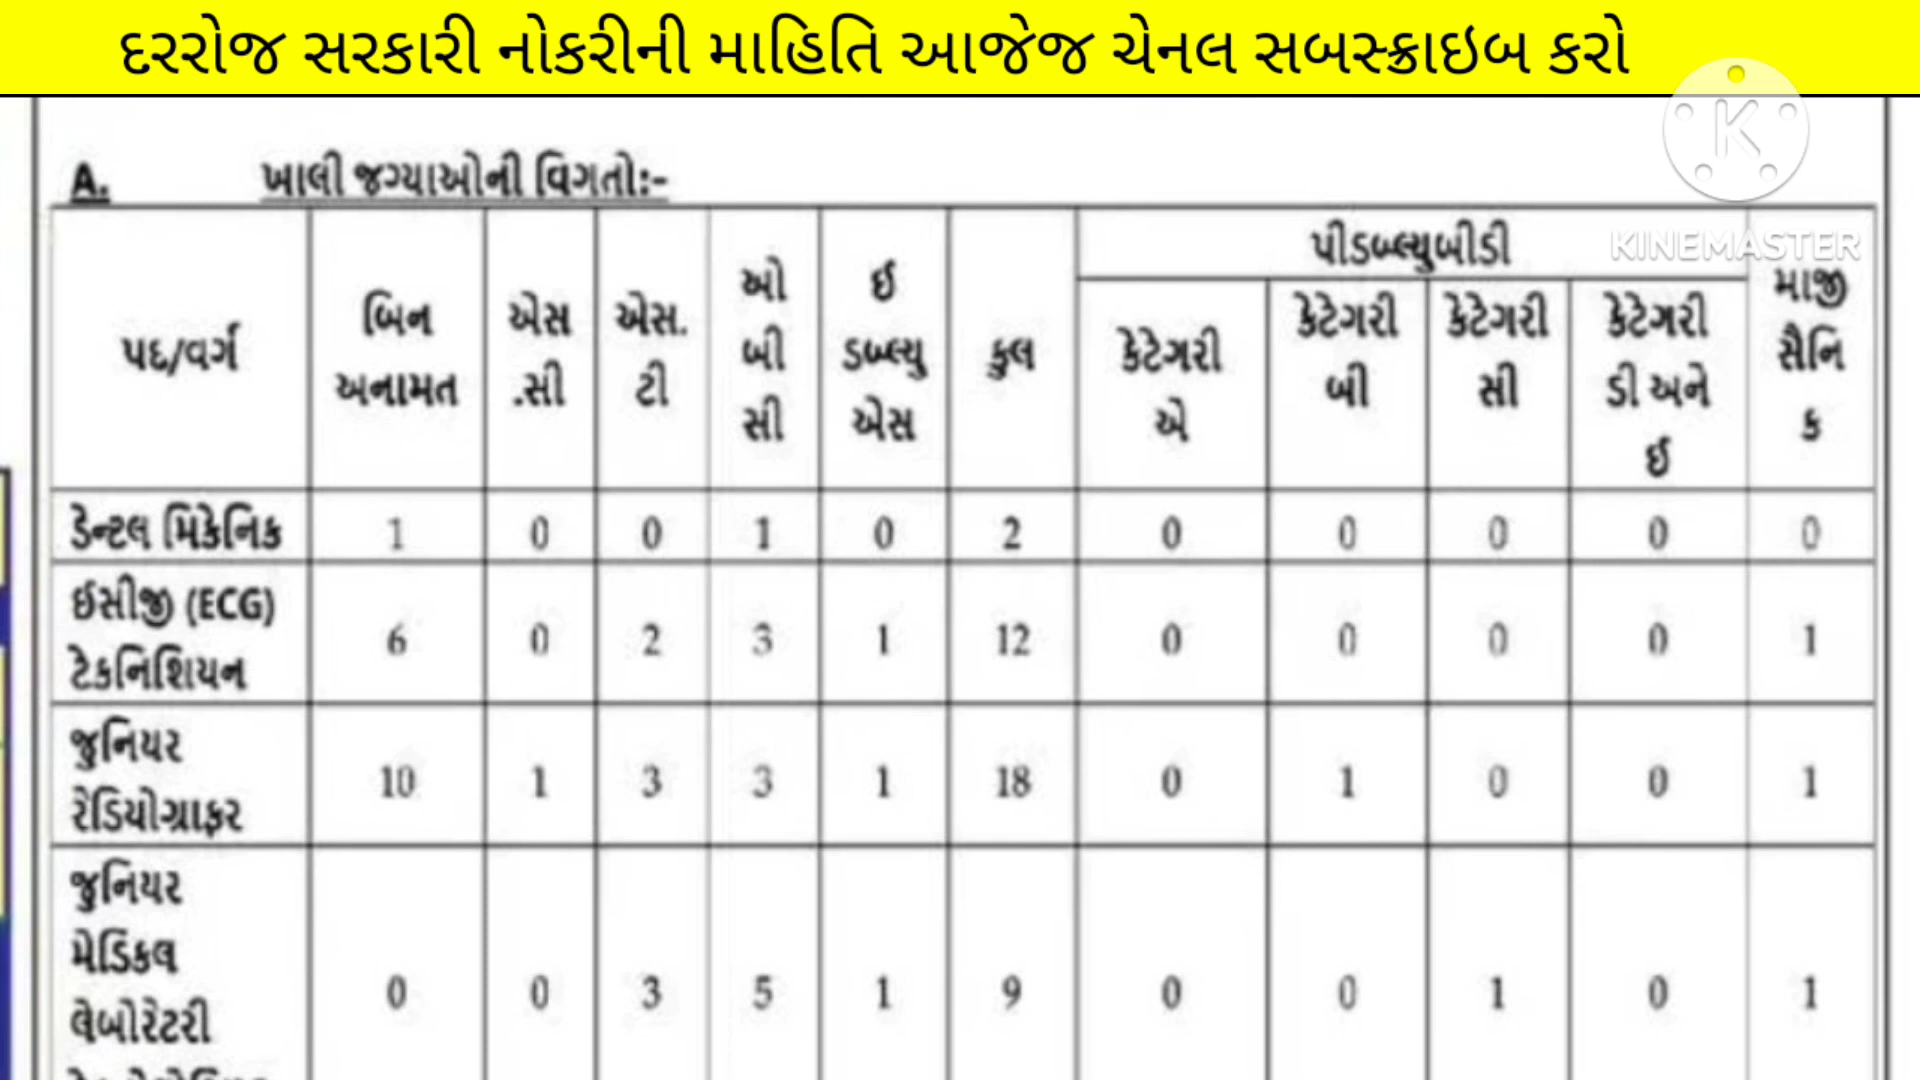 દરરોજ સરકારી નોકરીની માહિતિ આજેજ ચેનલ સબસ્ક્રાઇબ કરો
K
KINEMASTER
A. ખાલી જગ્યાઓની વિગતો:-
પદ/વર્ગ બિન અનામત એસ.સી એસ.ટી ઓબીસી ઈડબ્લ્યુએસ કુલ પીડબ્લ્યુબીડી માજી સૈનિક
કેટેગરી એ કેટેગરી બી કેટેગરી સી કેટેગરી ડી અને ઈ
ડેન્ટલ મિકેનિક 1 0 0 1 0 2 0 0 0 0 0
ઈસીજી (ECG)
ટેકનિશિયન 6 0 2 3 1 12 0 0 0 0 1
જુનિયર
રેડિયોગ્રાફર 10 1 3 3 1 18 0 1 0 0 1
જુનિયર
મેડિકલ
લેબોરેટરી 0 0 3 5 1 9 0 0 1 0 1